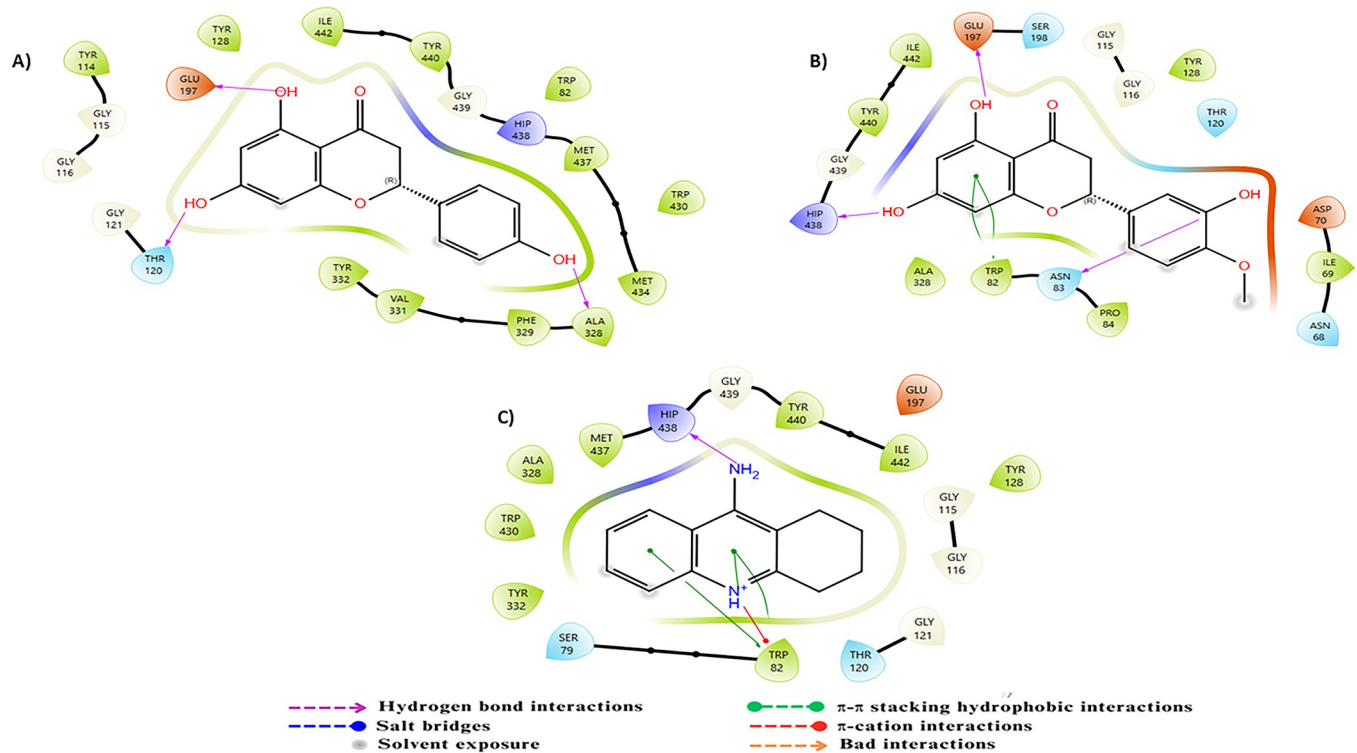 A)
TYR
114
TYR
128
ILE
442
TYR
440
GLY
439
TRP
82
HIP
438
MET
437
TRP
430
MET
434
GLU
197
GLY
115
GLY
116
GLY
121
THR
120
TYR
332
VAL
331
PHE
329
ALA
328
OH
O
(R)
HO
O
OH
B)
ILE
442
TYR
440
GLY
439
HIP
438
GLU
197
SER
198
GLY
115
GLY
116
TYR
128
THR
120
ASP
70
ILE
69
ASN
68
ALA
328
TRP
82
ASN
83
PRO
84
OH
O
HO
O
(R)
OH
O
C)
MET
437
HIP
438
GLY
439
TYR
440
ILE
442
GLU
197
ALA
328
TRP
430
TYR
332
SER
79
TRP
82
THR
120
GLY
121
GLY
115
GLY
116
TYR
128
NH2
N+
H
Hydrogen bond interactions
Salt bridges
Solvent exposure
π-π stacking hydrophobic interactions
π-cation interactions
Bad interactions